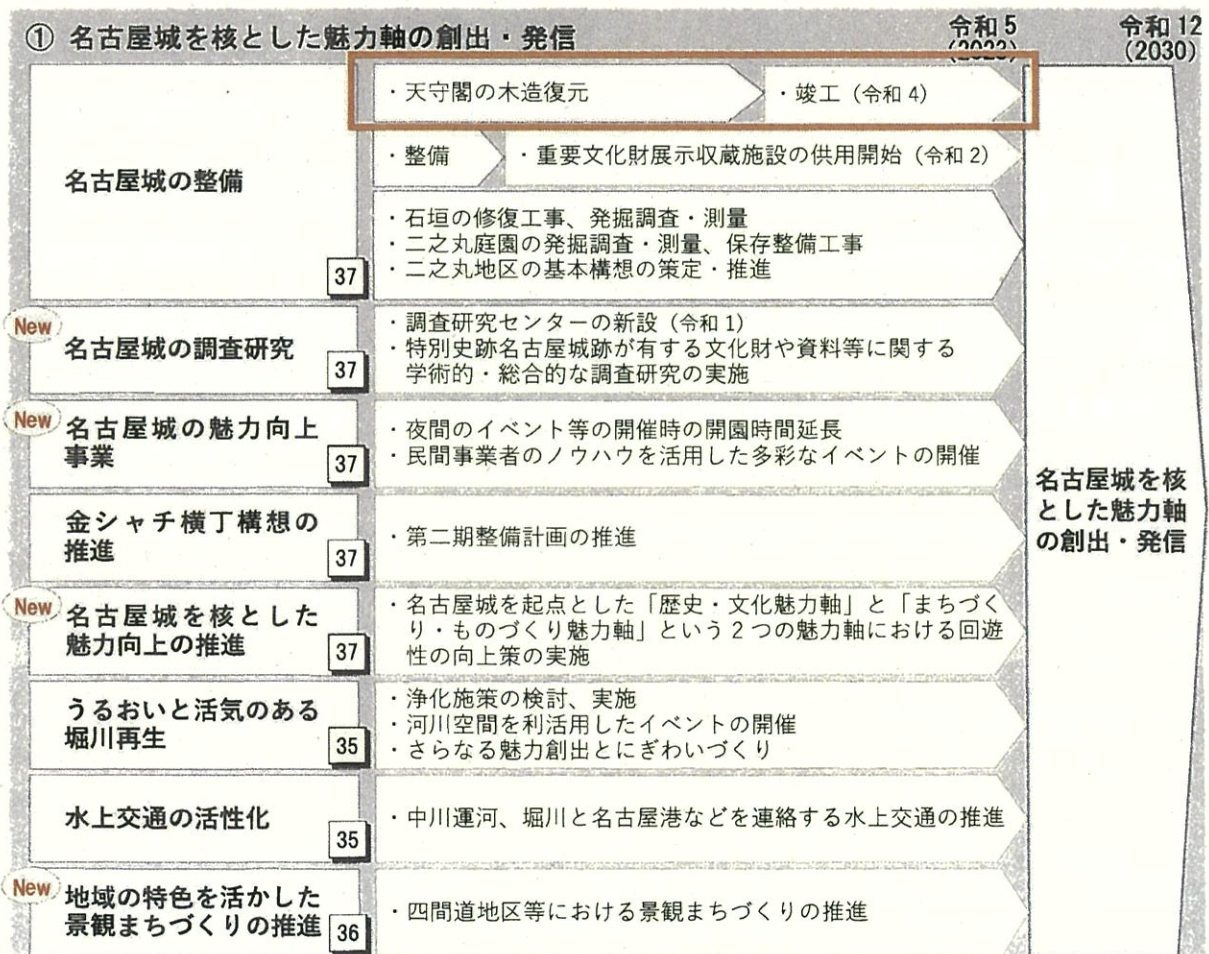 ① 名古屋城を核とした魅力軸の創出・発信
令和5
(2023)
令和12
(2030)
名古屋城の整備
37
・天守閣の木造復元
・竣工（令和4）
・整備
・重要文化財展示収蔵施設の供用開始（令和2）
・石垣の修復工事、発掘調査・測量
・二之丸庭園の発掘調査・測量、保存整備工事
・二之丸地区の基本構想の策定・推進
New
名古屋城の調査研究
37
・調査研究センターの新設（令和1）
・特別史跡名古屋城跡が有する文化財や資料等に関する
学術的・総合的な調査研究の実施
New
名古屋城の魅力向上
事業
37
・夜間のイベント等の開催時の開園時間延長
・民間事業者のノウハウを活用した多彩なイベントの開催
金シャチ横丁構想の
推進
37
・第二期整備計画の推進
New
名古屋城を核とした
魅力向上の推進
37
・名古屋城を起点とした「歴史・文化魅力軸」と「まちづく
り・ものづくり魅力軸」という2つの魅力軸における回遊
性の向上策の実施
うるおいと活気のある
堀川再生
35
・浄化施策の検討、実施
・河川空間を利活用したイベントの開催
・さらなる魅力創出とにぎわいづくり
水上交通の活性化
35
・中川運河、堀川と名古屋港などを連絡する水上交通の推進
New
地域の特色を活かした
景観まちづくりの推進
36
・四間道地区等における景観まちづくりの推進
名古屋城を核
とした魅力軸
の創出・発信